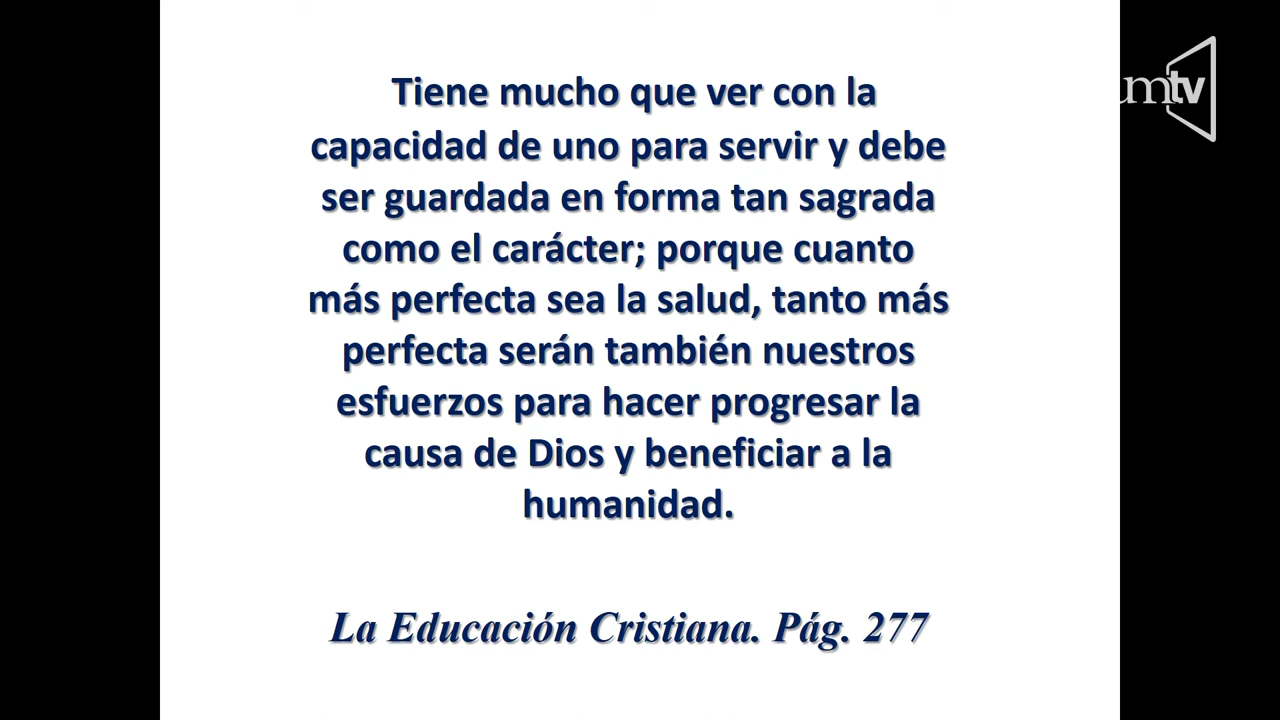 Tiene mucho que ver con la
capacidad de uno para servir y debe
ser guardada en forma tan sagrada
como el carácter; porque cuanto
más perfecta sea la salud, tanto más
perfecta serán también nuestros
esfuerzos para hacer progresar la
causa de Dios y beneficiar a la
humanidad.
La Educación Cristiana. Pág. 277
umtv